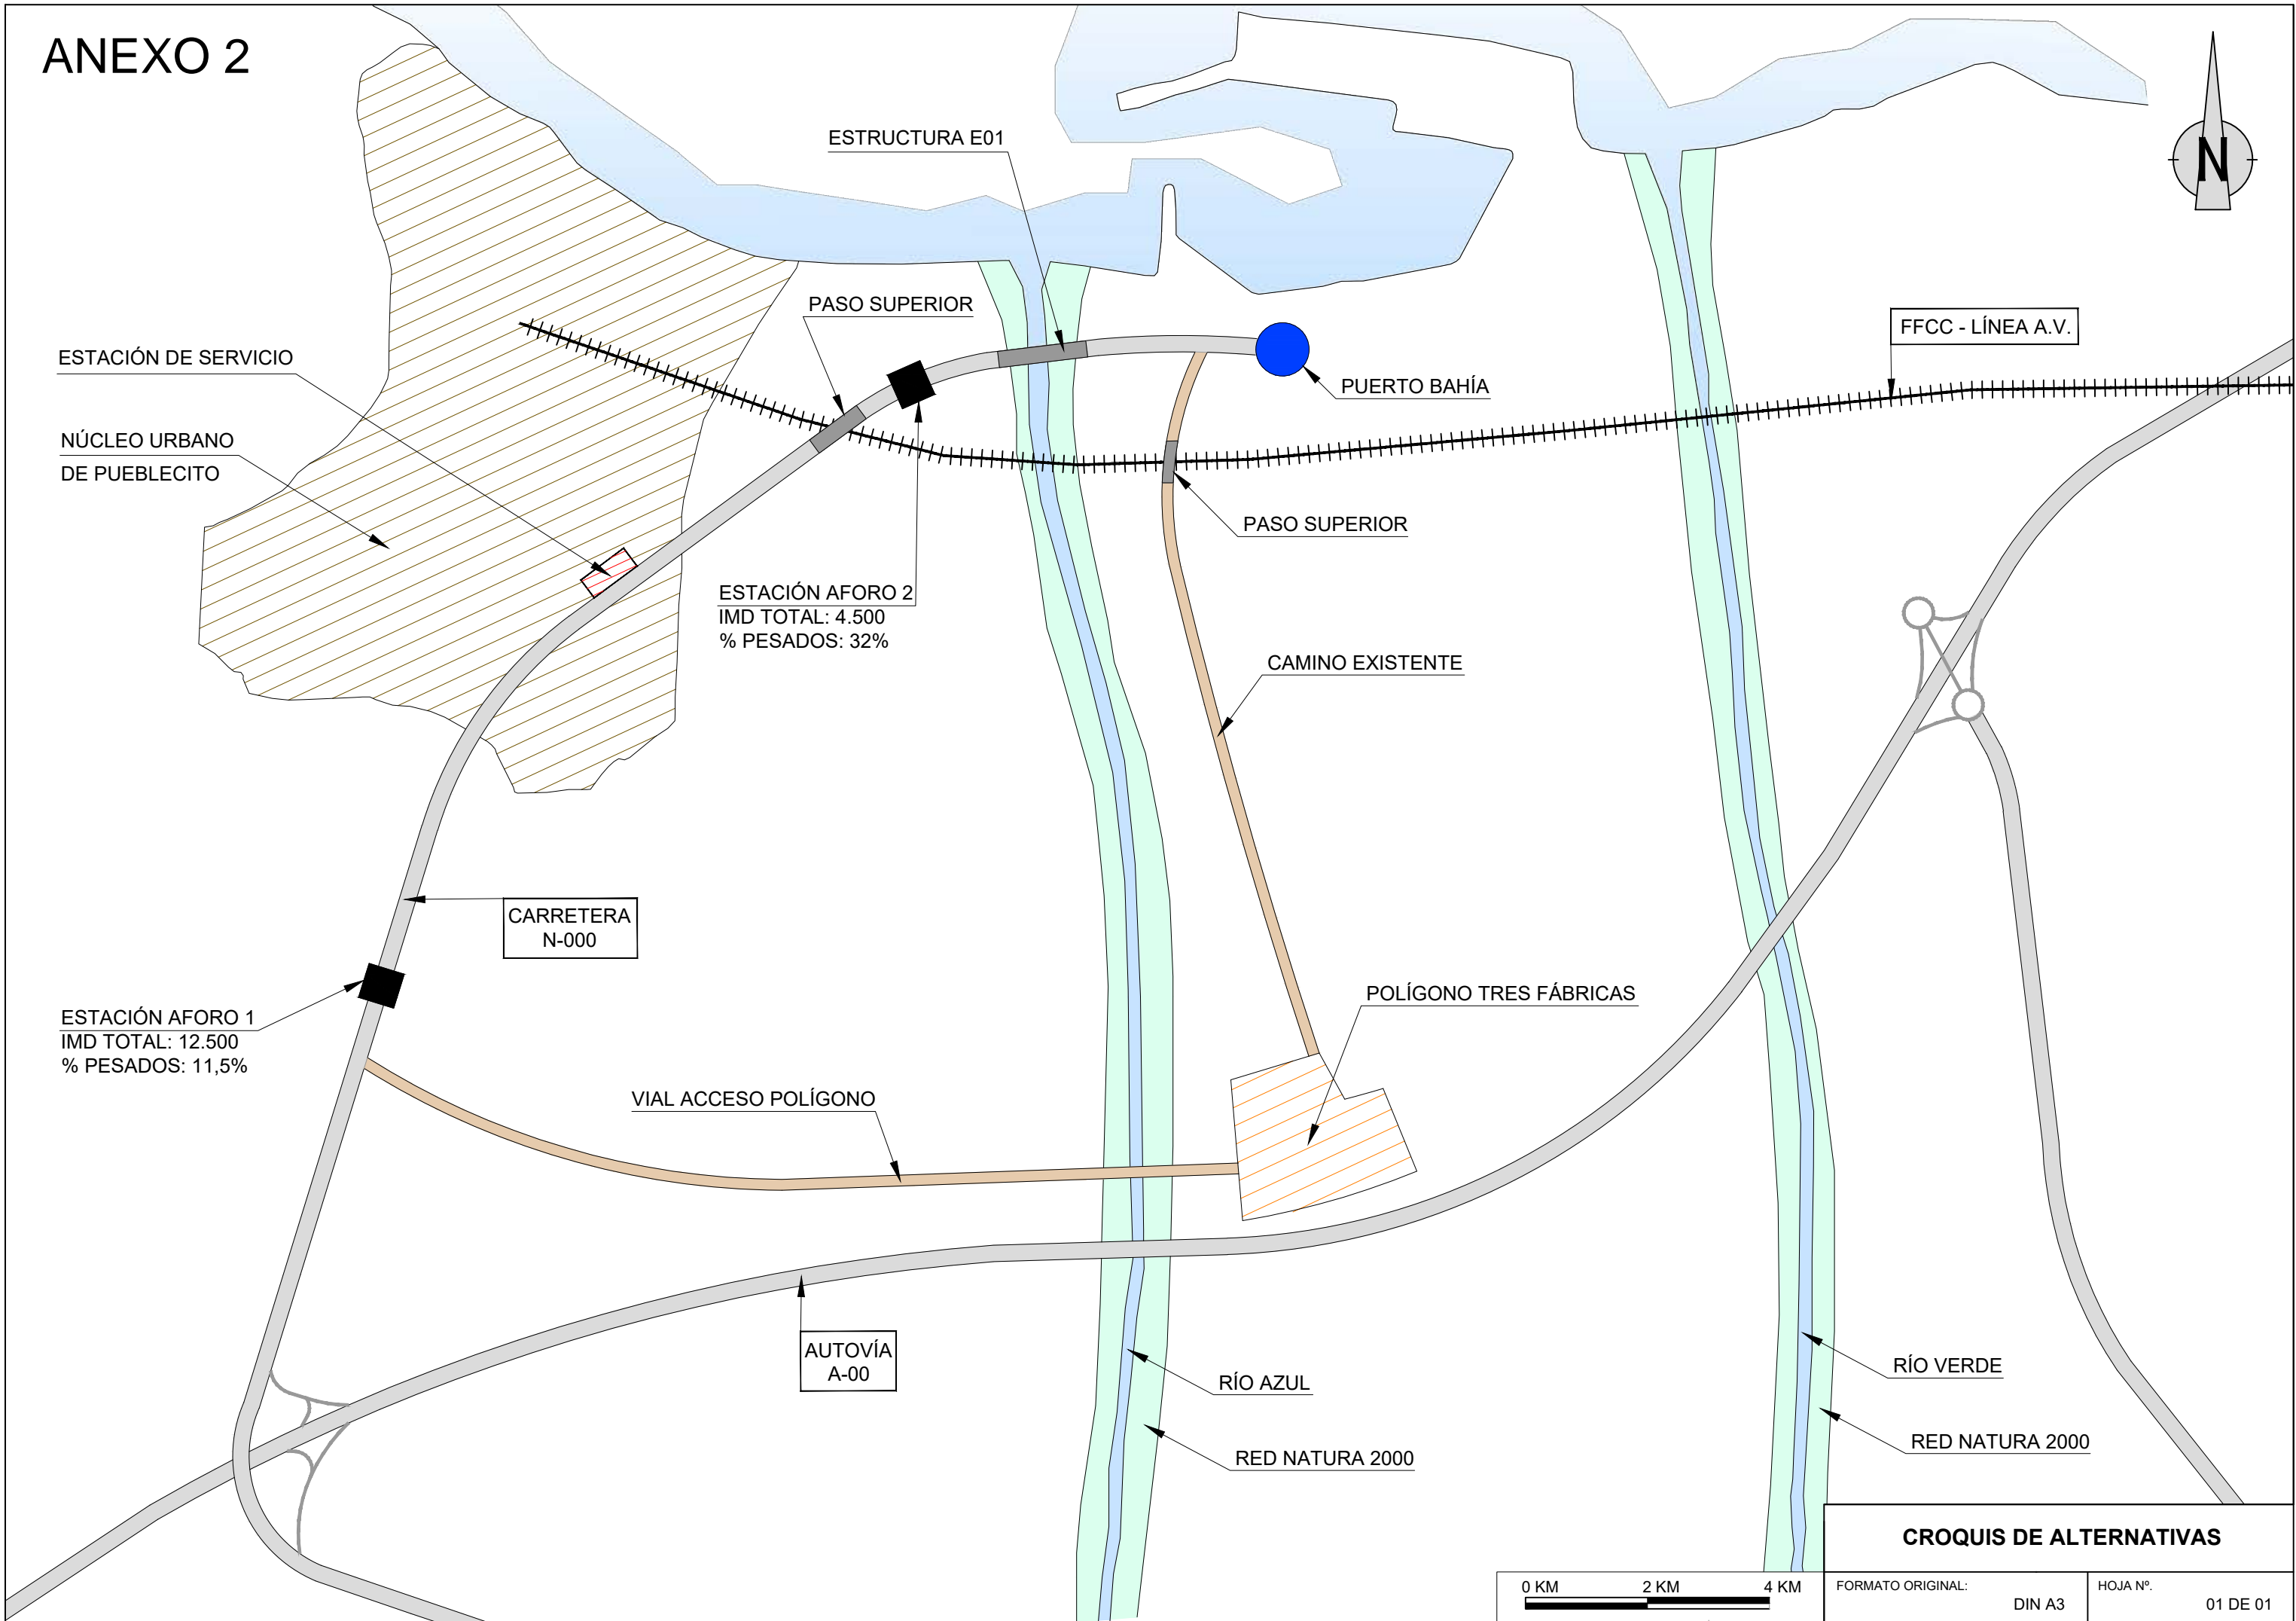 ANEXO 2
ESTRUCTURA E01
N
PASO SUPERIOR
FFCC - LÍNEA A.V.
ESTACIÓN DE SERVICIO
PUERTO BAHÍA
NÚCLEO URBANO
DE PUEBLECITO
PASO SUPERIOR
ESTACIÓN AFORO 2
IMD TOTAL: 4.500
% PESADOS: 32%
CAMINO EXISTENTE
CARRETERA
N-000
POLÍGONO TRES FÁBRICAS
ESTACIÓN AFORO 1
IMD TOTAL: 12.500
% PESADOS: 11,5%
VIAL ACCESO POLÍGONO
AUTOVÍA
A-00
RÍO AZUL
RÍO VERDE
RED NATURA 2000
RED NATURA 2000
CROQUIS DE ALTERNATIVAS
0 KM 2 KM 4 KM
FORMATO ORIGINAL:
DIN A3
HOJA Nº.
01 DE 01